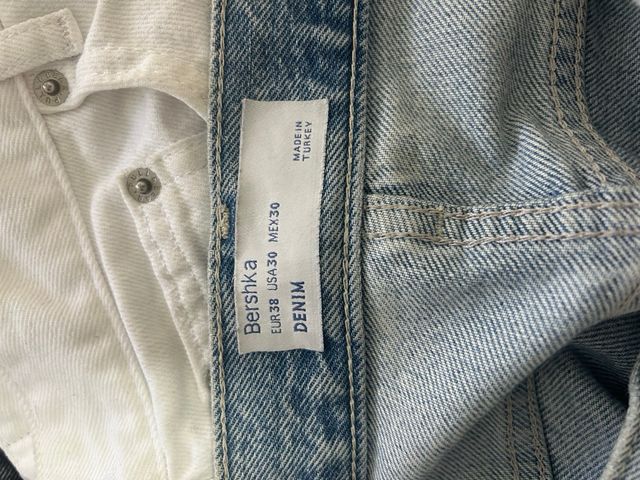 Bershka
EUR38 USA30 MEX30
DENIM
MADE IN
TURKEY